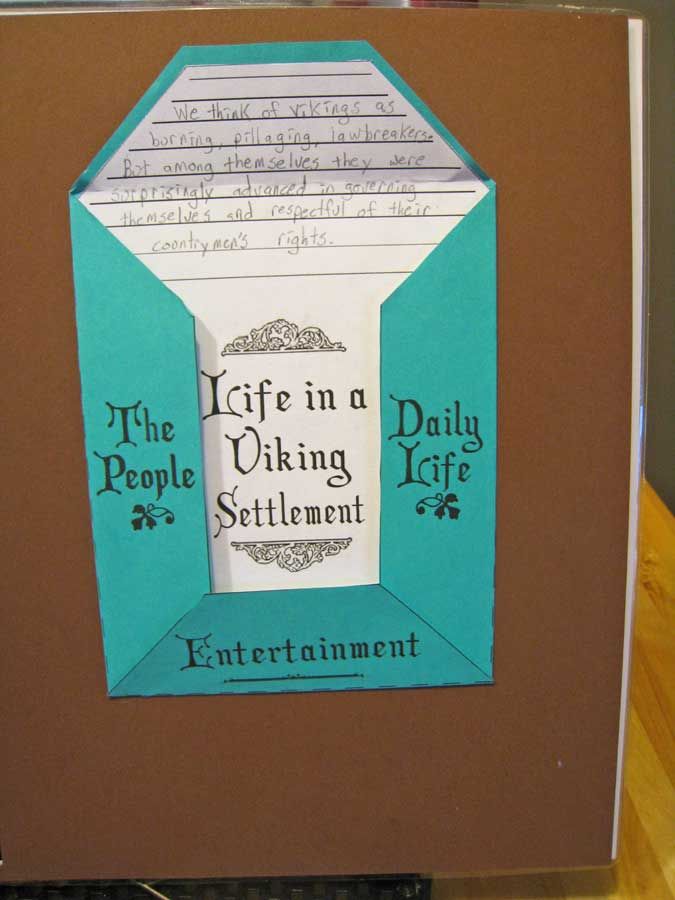 We think of Vikings as
burning, pillaging, lawbreakers.
But among themselves they were
surprisingly advanced in governing
themselves and respectful of their
countrymen's rights.
Life in a
Viking
Settlement
The
People
Daily
Life
Entertainment